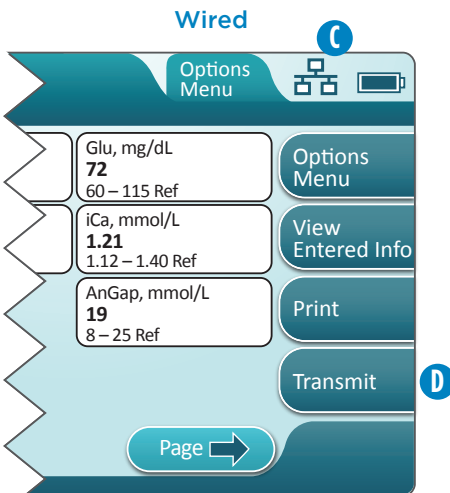 Wired
C
Options
Menu
Glu, mg/dL
72
60 – 115 Ref
iCa, mmol/L
1.21
1.12 – 1.40 Ref
AnGap, mmol/L
19
8 – 25 Ref
Options
Menu
View
Entered Info
Print
Transmit
D
Page